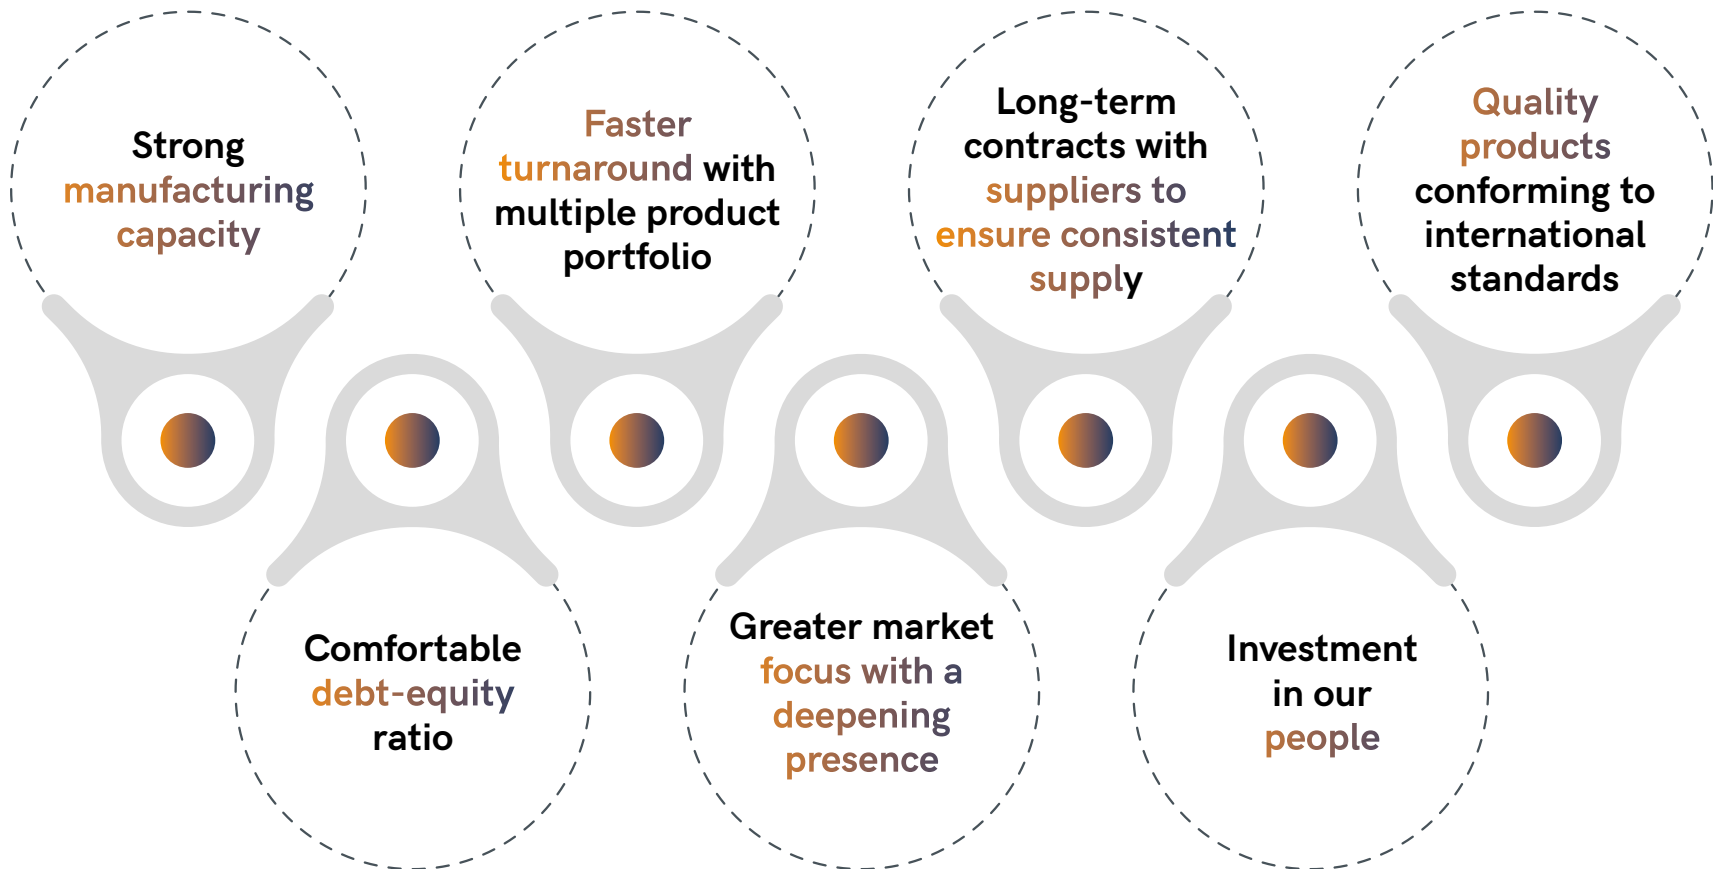 Strong
manufacturing
capacity
Faster
turnaround with
multiple product
portfolio
Long-term
contracts with
suppliers to
ensure consistent
supply
Quality
products
conforming to
international
standards
Comfortable
debt-equity
ratio
Greater market
focus with a
deepening
presence
Investment
in our
people